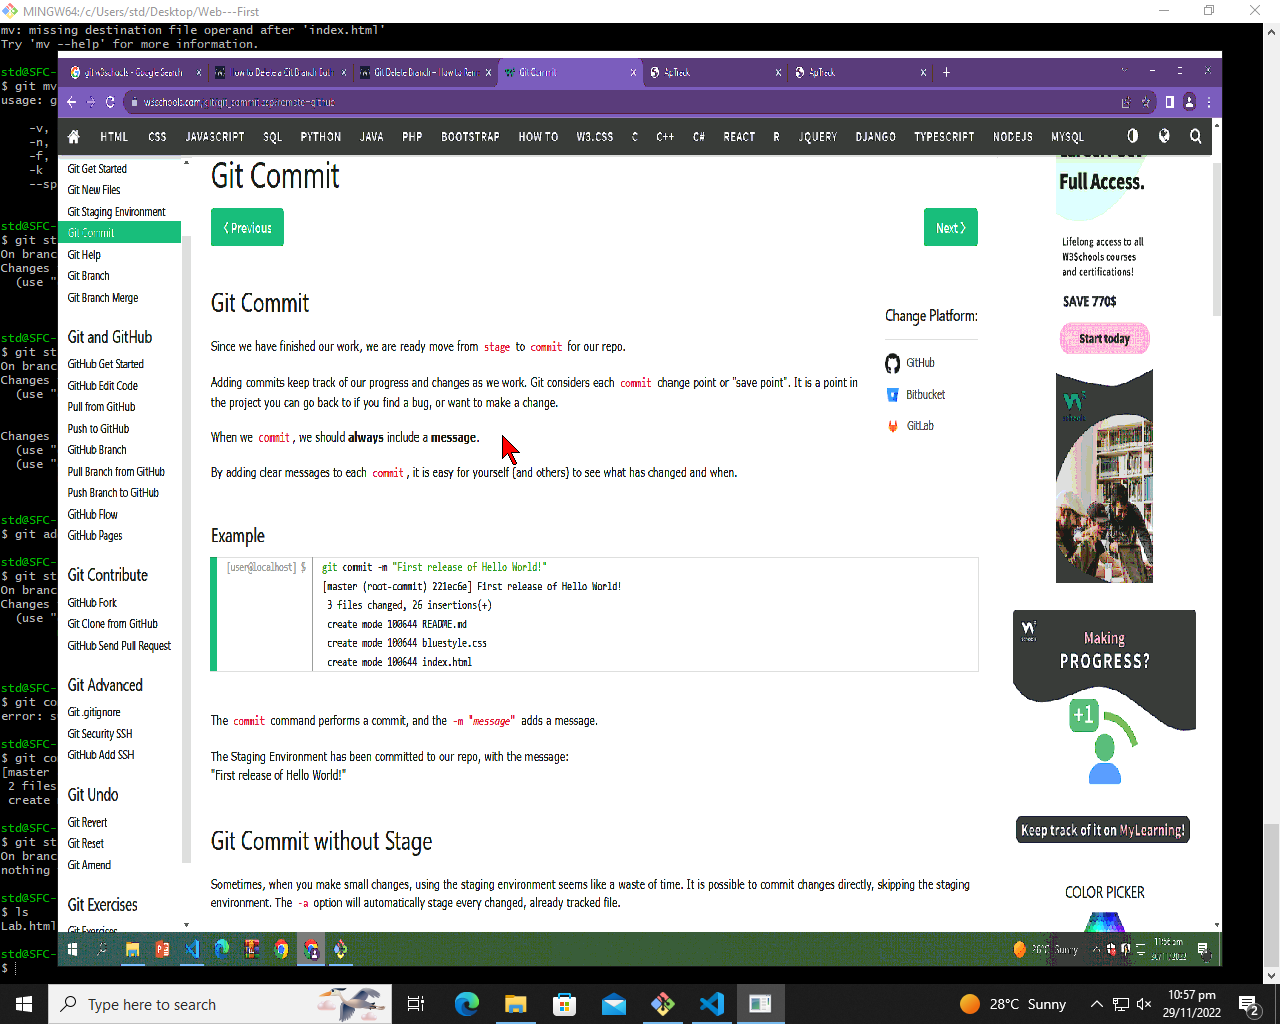 MINGW64:/c/Users/std/Desktop/Web---First
mv: missing destination file operand after 'index.html'
Try 'mv --help' for more information.
std@SFC-
$ git mv
usage: g
-v,
-n,
-f,
-k
--sp
std@SFC-
$ git st
On branc
Changes
(use "
std@SFC-
$ git st
On branc
Changes
(use "
Changes
(use "
(use "
std@SFC-
$ git ad
std@SFC-
$ git st
On branc
Changes
(use "
std@SFC-
$ git co
error: s
std@SFC-
$ git co
[master
2 files
create
std@SFC-
$ git st
On branc
nothing
std@SFC-
$ ls
Lab.html
std@SFC-
$
git w3schools - Google Search
How to Delete a Git Branch Both
Git Delete Branch – How to Rem
Git Commit
ApTrack
ApTrack
w3schools.com/git/git_commit.asp?remote=github
HTML CSS JAVASCRIPT SQL PYTHON JAVA PHP BOOTSTRAP HOW TO W3.CSS C C++ C# REACT R JQUERY DJANGO TYPESCRIPT NODEJS MYSQL
Git Get Started
Git New Files
Git Staging Environment
Git Commit
Git Help
Git Branch
Git Branch Merge
Git and GitHub
GitHub Get Started
GitHub Edit Code
Pull from GitHub
Push to GitHub
GitHub Branch
Pull Branch from GitHub
Push Branch to GitHub
GitHub Flow
GitHub Pages
Git Contribute
GitHub Fork
Git Clone from GitHub
GitHub Send Pull Request
Git Advanced
Git .gitignore
Git Security SSH
GitHub Add SSH
Git Undo
Git Revert
Git Reset
Git Amend
Git Exercises
Git Exercises
Git Commit
❮ Previous
Next ❯
Git Commit
Since we have finished our work, we are ready move from stage to commit for our repo.
Adding commits keep track of our progress and changes as we work. Git considers each commit change point or "save point". It is a point in
the project you can go back to if you find a bug, or want to make a change.
When we commit, we should always include a message.
By adding clear messages to each commit, it is easy for yourself (and others) to see what has changed and when.
Change Platform:
GitHub
Bitbucket
GitLab
Example
[user@localhost] $ git commit -m "First release of Hello World!"
[master (root-commit) 221ec6e] First release of Hello World!
3 files changed, 26 insertions(+)
create mode 100644 README.md
create mode 100644 bluestyle.css
create mode 100644 index.html
The commit command performs a commit, and the -m "message" adds a message.
The Staging Environment has been committed to our repo, with the message:
"First release of Hello World!"
Git Commit without Stage
Sometimes, when you make small changes, using the staging environment seems like a waste of time. It is possible to commit changes directly, skipping the staging
environment. The -a option will automatically stage every changed, already tracked file.
Full Access.
Lifelong access to all
W3Schools courses
and certifications!
SAVE 770$
Start today
schools
Making
PROGRESS?
+1
Keep track of it on MyLearning!
COLOR PICKER
26°C Sunny
11:56 pm
30/11/2022
Type here to search
28°C Sunny
10:57 pm
29/11/2022
2